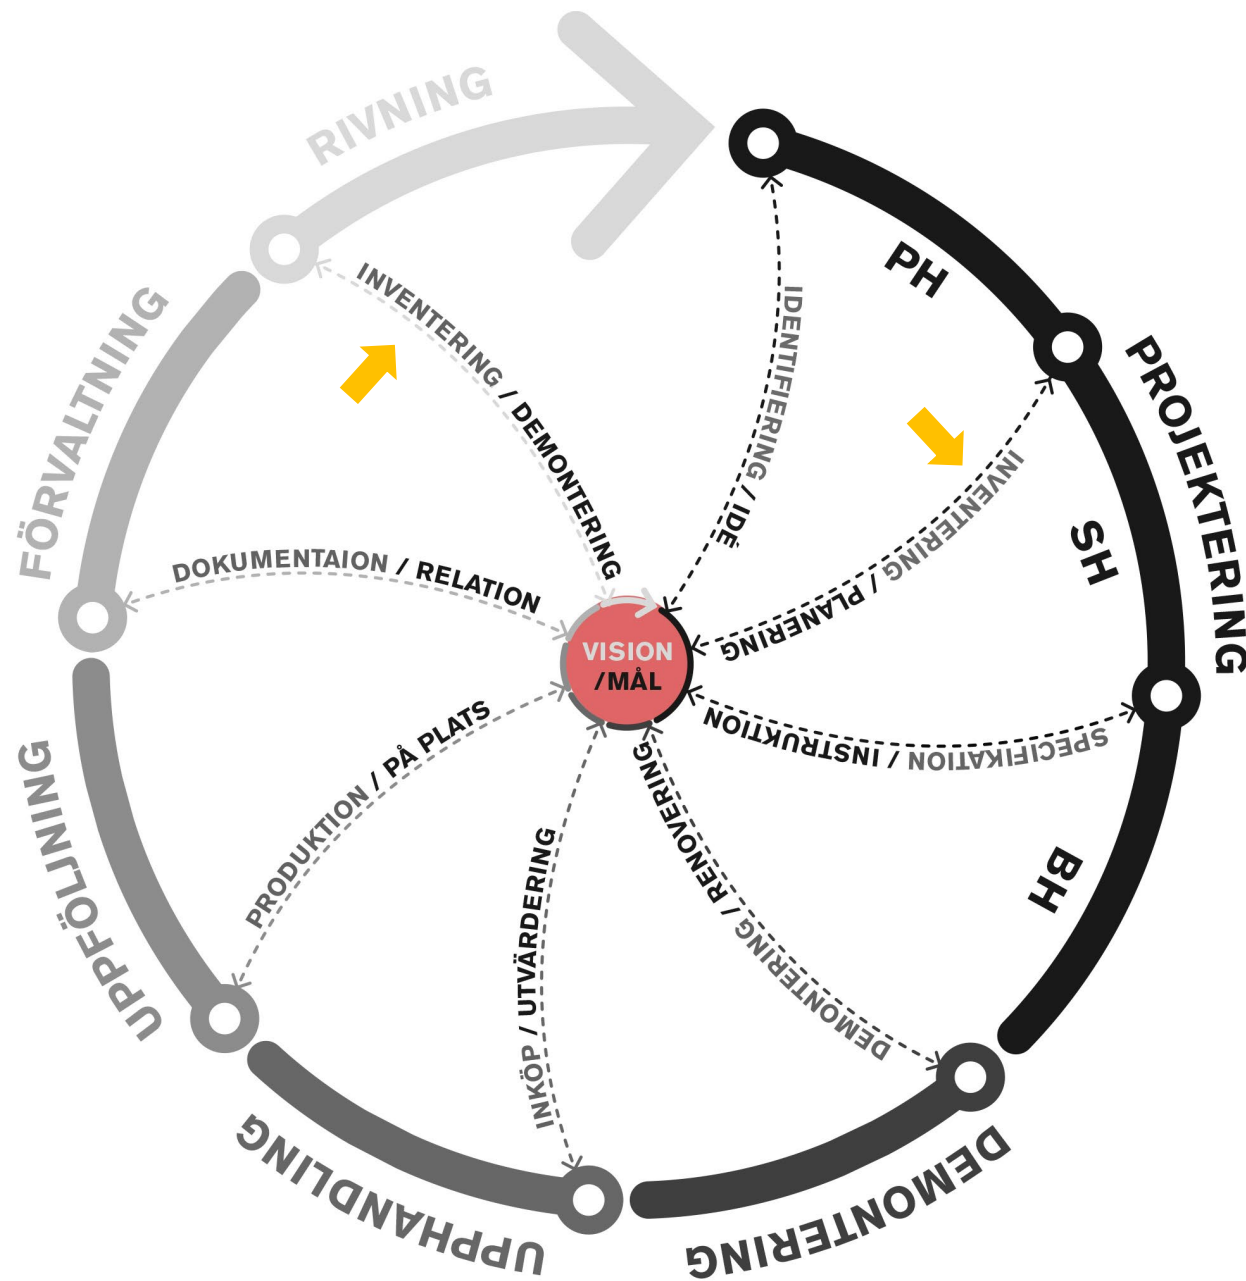 RIVNING
PH
PROJEKTERING
SH
BH
DEMONTERING
UPPHANDLING
UPPFÖLJNING
FÖRVALTNING
IDENTIFIERING / IDÉ
INVENTERING / PLANERING
SPECIFIKATION / INSTRUKTION
DEMONTERING / RENOVERING
INKÖP / UTVÄRDERING
PRODUKTION / PÅ PLATS
DOKUMENTAION / RELATION
INVENTERING / DEMONTERING
VISION
/MÅL